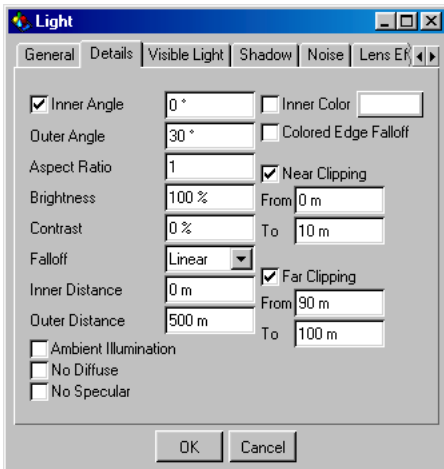 Light
General Details Visible Light Shadow Noise Lens Ef
Inner Angle 0 ° Inner Color
Outer Angle 30 ° Colored Edge Falloff
Aspect Ratio 1 Near Clipping
Brightness 100 % From 0 m
Contrast 0 % To 10 m
Falloff Linear Far Clipping
Inner Distance 0 m From 90 m
Outer Distance 500 m To 100 m
Ambient Illumination
No Diffuse
No Specular
OK Cancel